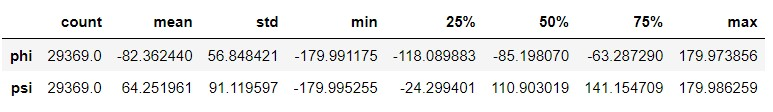 count mean std min 25% 50% 75% max
phi 29369.0 -82.362440 56.848421 -179.991175 -118.089883 -85.198070 -63.287290 179.973856
psi 29369.0 64.251961 91.119597 -179.995255 -24.299401 110.903019 141.154709 179.986259